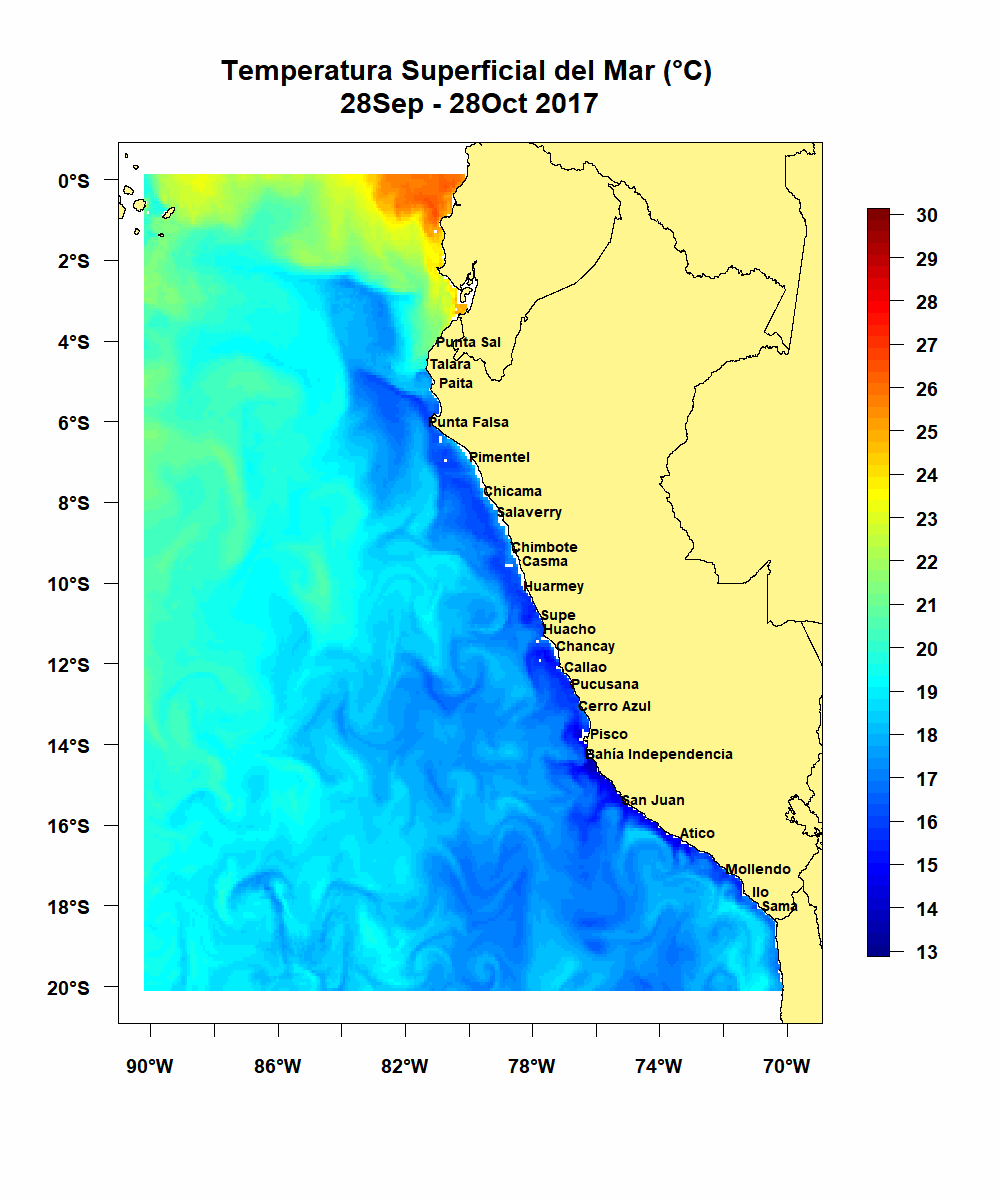 Temperatura Superficial del Mar (°C)
28Sep - 28Oct 2017
0°S
2°S
4°S
6°S
8°S
10°S
12°S
14°S
16°S
18°S
20°S
Punta Sal
Talara
Paita
Punta Falsa
Pimentel
Chicama
Salaverry
Chimbote
Casma
Huarmey
Supe
Huacho
Chancay
Callao
Pucusana
Cerro Azul
Pisco
Bahía Independencia
San Juan
Atico
Mollendo
Ilo
Sama
30
29
28
27
26
25
24
23
22
21
20
19
18
17
16
15
14
13
90°W 86°W 82°W 78°W 74°W 70°W